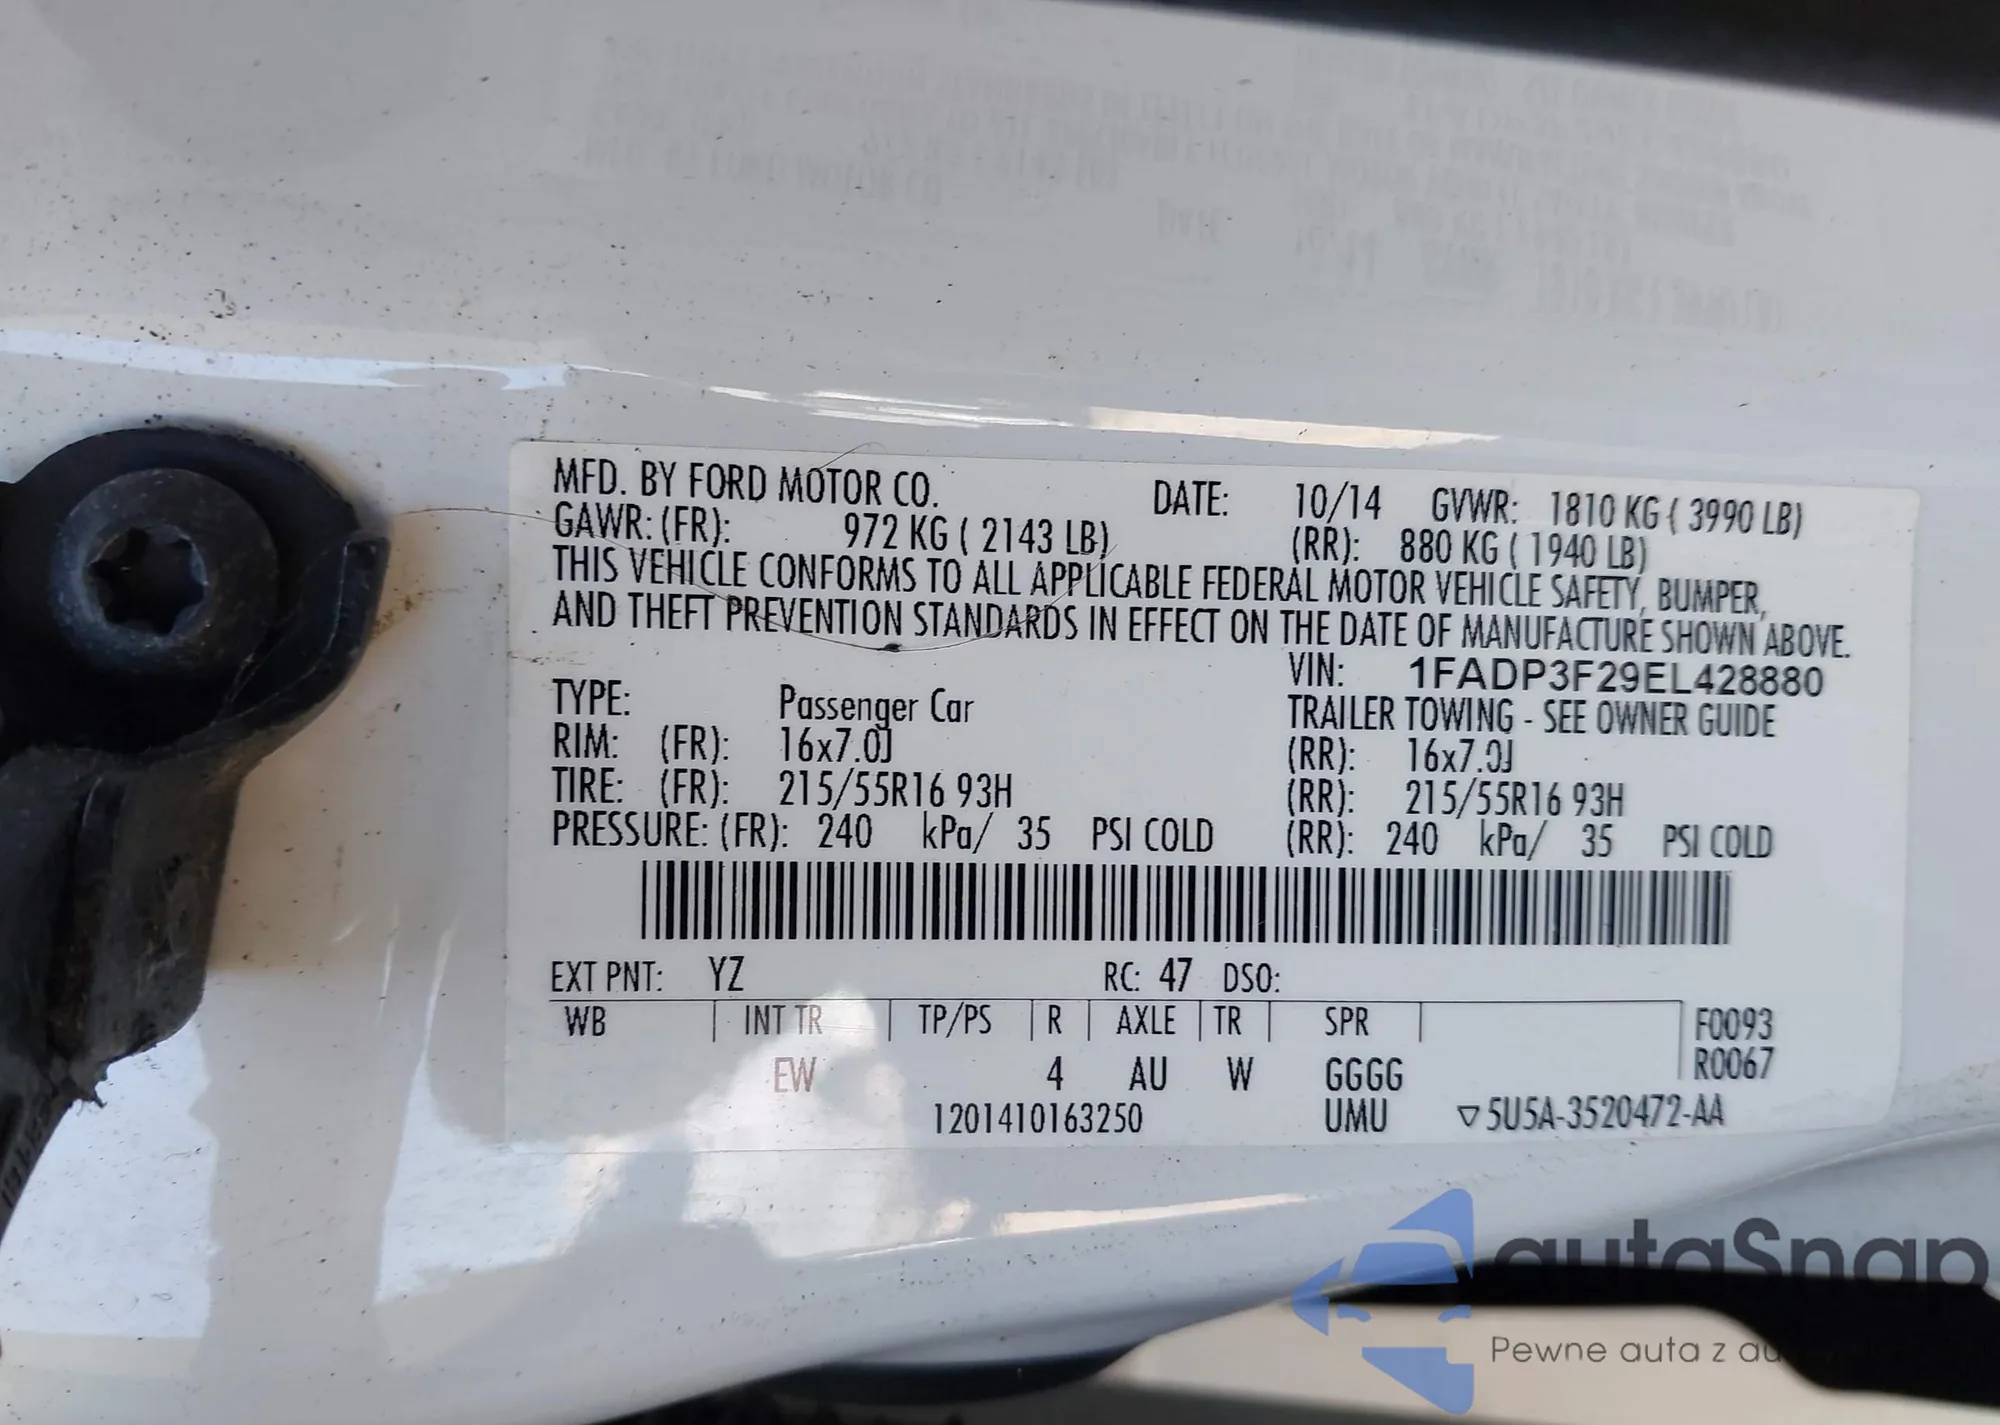 MFD. BY FORD MOTOR CO. DATE: 10/14 GVWR: 1810 KG ( 3990 LB)
GAWR: (FR): 972 KG ( 2143 LB) (RR): 880 KG ( 1940 LB)
THIS VEHICLE CONFORMS TO ALL APPLICABLE FEDERAL MOTOR VEHICLE SAFETY, BUMPER,
AND THEFT PREVENTION STANDARDS IN EFFECT ON THE DATE OF MANUFACTURE SHOWN ABOVE.
VIN: 1FADP3F29EL428880
TYPE: Passenger Car TRAILER TOWING - SEE OWNER GUIDE
RIM: (FR): 16x7.0J (RR): 16x7.0J
TIRE: (FR): 215/55R16 93H (RR): 215/55R16 93H
PRESSURE: (FR): 240 kPa/ 35 PSI COLD (RR): 240 kPa/ 35 PSI COLD
EXT PNT: YZ RC: 47 DSO:
WB INT TR TP/PS R AXLE TR SPR F0093
EW 4 AU W GGGG R0067
1201410163250 UMU ▽5U5A-3520472-AA
autaSnap
Pewne auta z